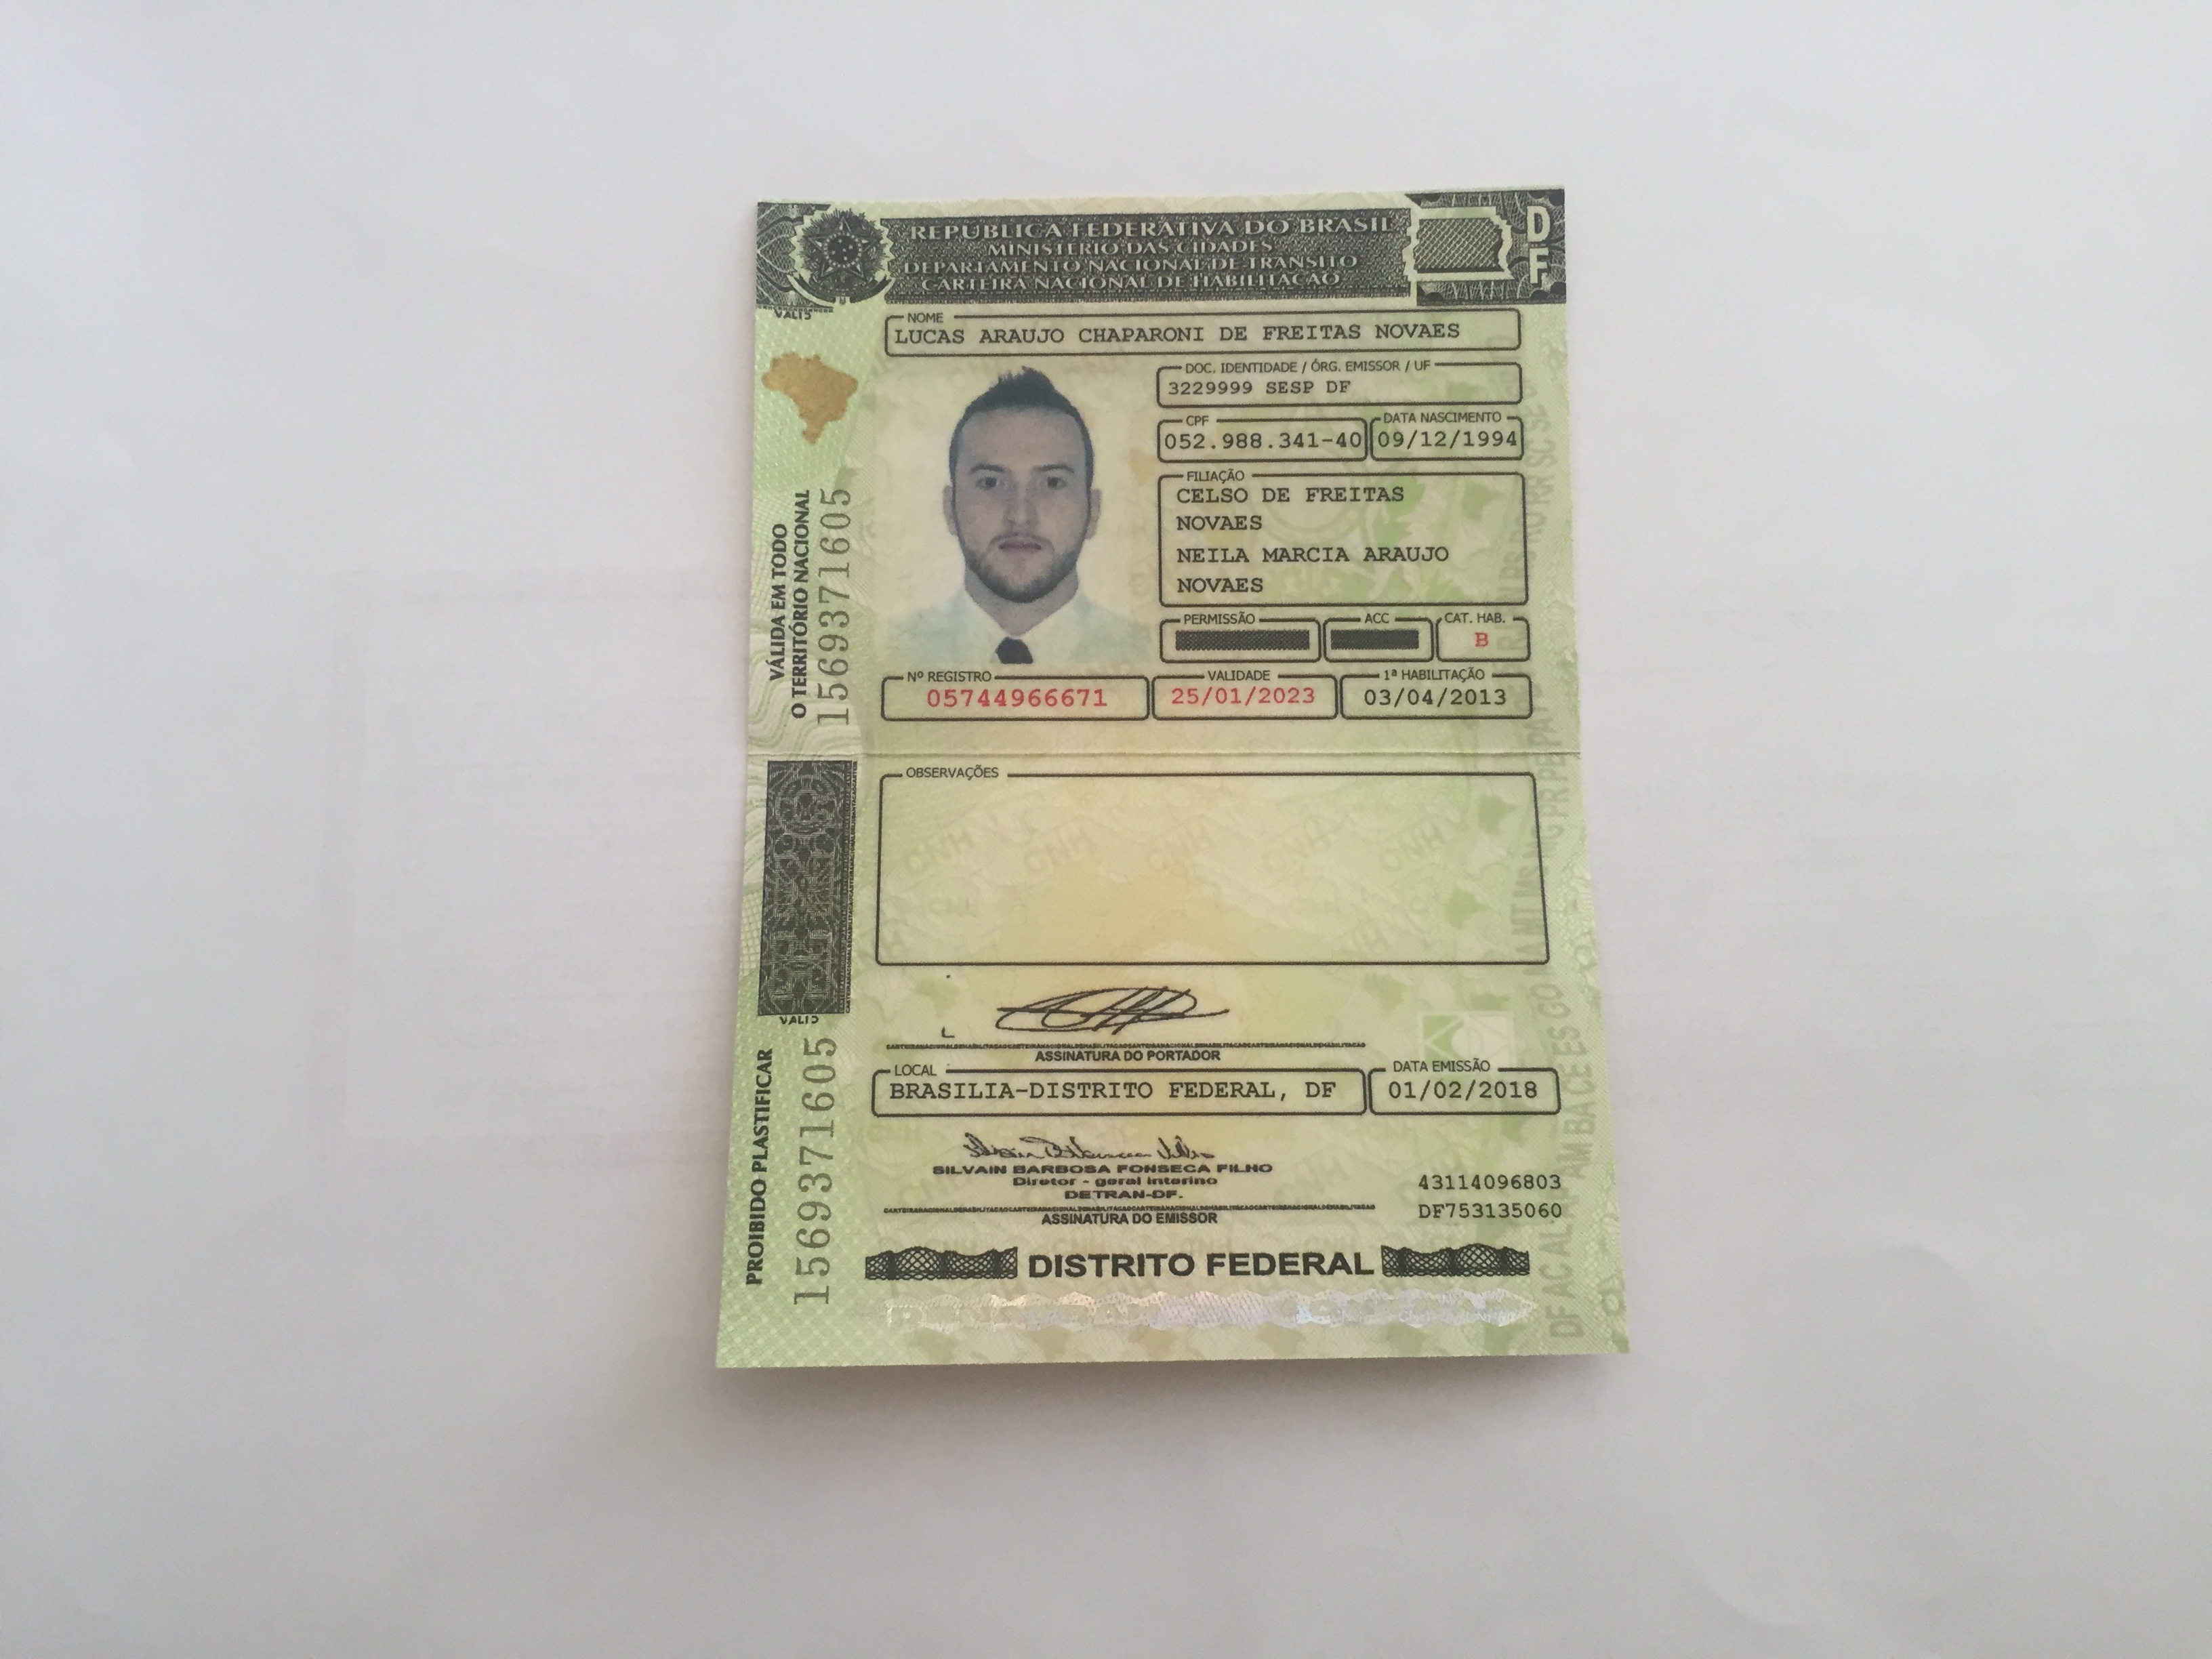 REPÚBLICA FEDERATIVA DO BRASIL
MINISTÉRIO DAS CIDADES
DEPARTAMENTO NACIONAL DE TRÂNSITO
CARTEIRA NACIONAL DE HABILITAÇÃO
DF
NOME
LUCAS ARAUJO CHAPARONI DE FREITAS NOVAES
DOC. IDENTIDADE / ÓRG. EMISSOR / UF
3229999 SESP DF
CPF
052.988.341-40
DATA NASCIMENTO
09/12/1994
FILIAÇÃO
CELSO DE FREITAS
NOVAES
NEILA MARCIA ARAUJO
NOVAES
PERMISSÃO
ACC
CAT. HAB.
B
Nº REGISTRO
05744966671
VALIDADE
25/01/2023
1ª HABILITAÇÃO
03/04/2013
VÁLIDA EM TODO
O TERRITÓRIO NACIONAL
1569371605
OBSERVAÇÕES
ASSINATURA DO PORTADOR
LOCAL
BRASILIA-DISTRITO FEDERAL, DF
DATA EMISSÃO
01/02/2018
SILVAIN BARBOSA FONSECA FILHO
Diretor - geral interino
DETRAN-DF.
ASSINATURA DO EMISSOR
43114096803
DF753135060
DISTRITO FEDERAL
PROIBIDO PLASTIFICAR
1569371605